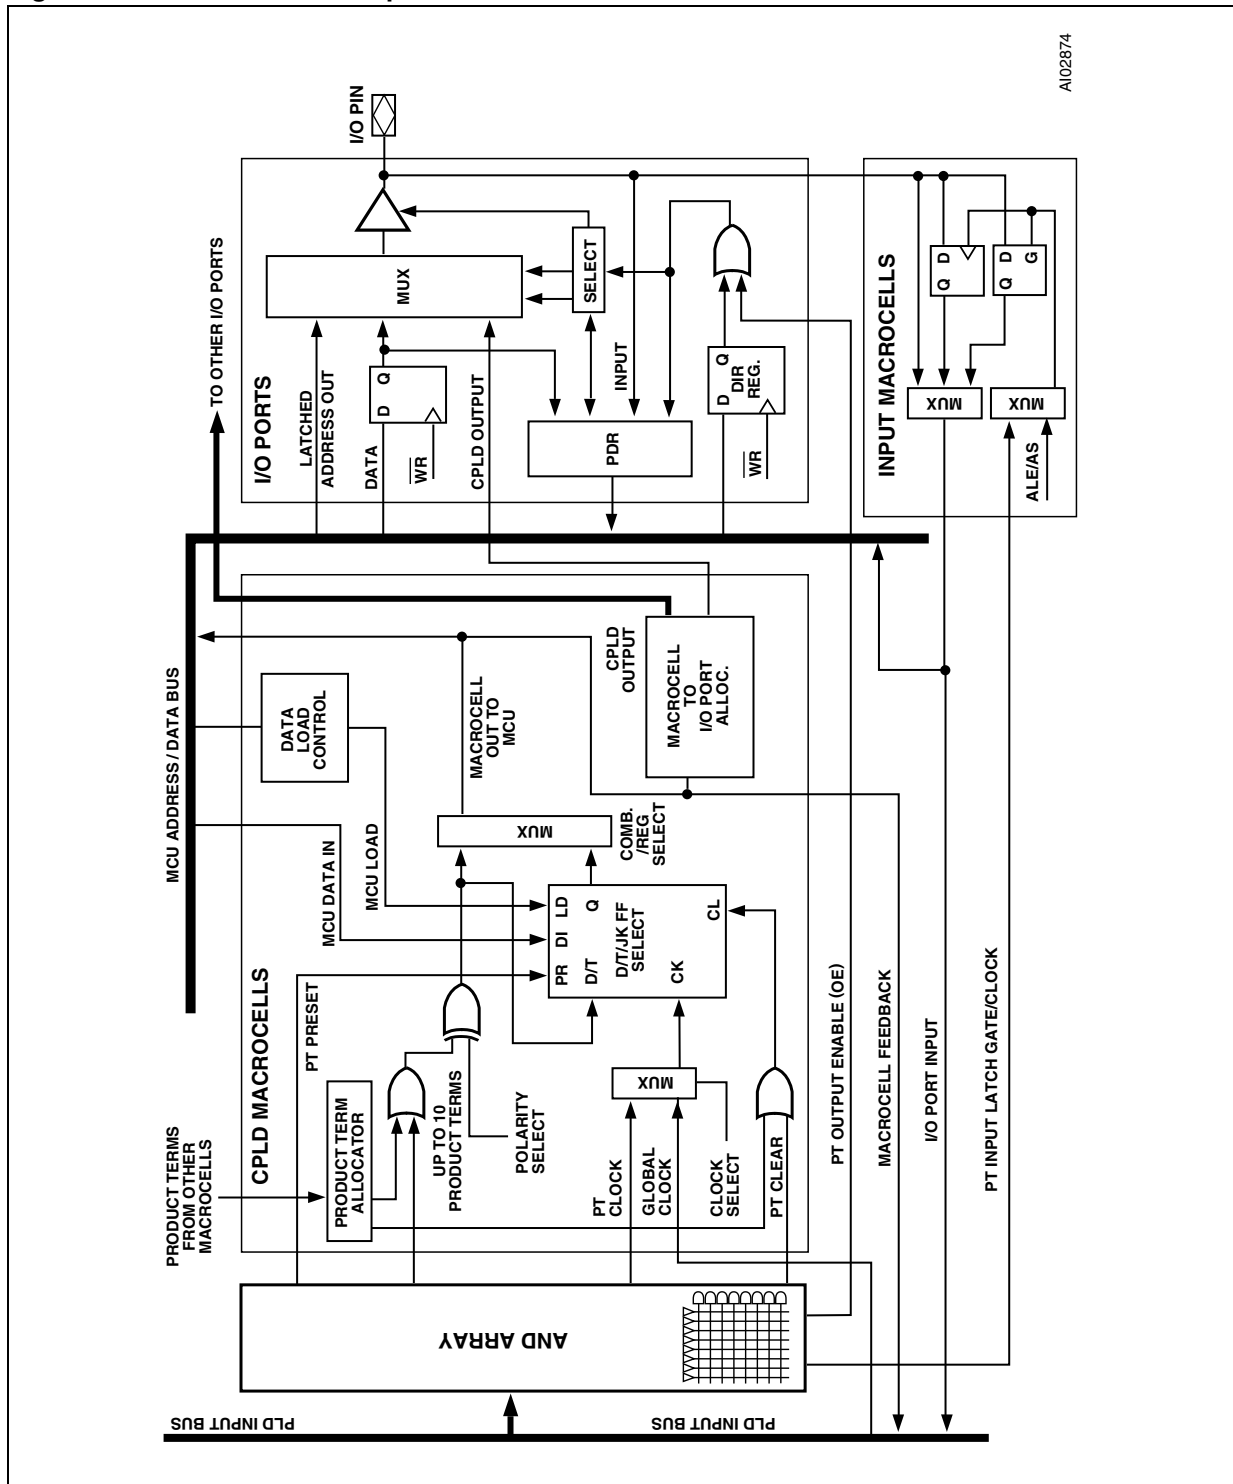 AI02874
PRODUCT TERMS
FROM OTHER
MACROCELLS
MCU ADDRESS / DATA BUS
TO OTHER I/O PORTS
CPLD MACROCELLS
I/O PORTS
PT PRESET
MCU DATA IN
MCU LOAD
DATA
LOAD
CONTROL
LATCHED
ADDRESS OUT
DATA
WR
D
Q
MUX
I/O PIN
PRODUCT TERM
ALLOCATOR
UP TO 10
PRODUCT TERMS
POLARITY
SELECT
PR
DI
LD
D/T
Q
D/T/JK FF
SELECT
CK
CL
MUX
MACROCELL
OUT TO
MCU
COMB.
/REG
SELECT
CPLD
OUTPUT
MACROCELL
TO
I/O PORT
ALLOC.
CPLD OUTPUT
PDR
INPUT
SELECT
WR
D
Q
DIR
REG.
PLD INPUT BUS
PLD INPUT BUS
AND ARRAY
PT
CLOCK
GLOBAL
CLOCK
MUX
CLOCK
SELECT
PT CLEAR
PT OUTPUT ENABLE (OE)
MACROCELL FEEDBACK
I/O PORT INPUT
PT INPUT LATCH GATE/CLOCK
INPUT MACROCELLS
MUX
MUX
ALE/AS
Q
D
Q
D
G